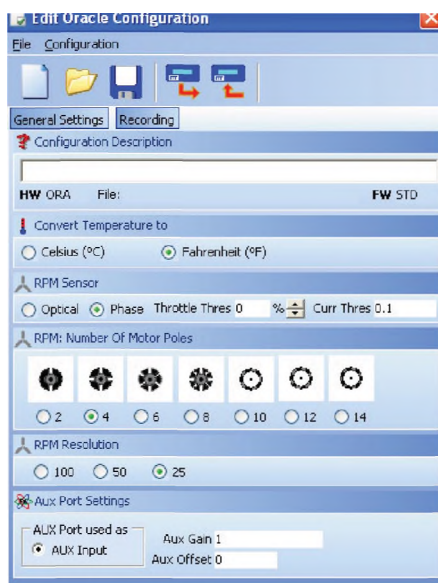 Edit Oracle Configuration
File Configuration
General Settings Recording
Configuration Description
HW ORA File: FW STD
Convert Temperature to
Celsius (ºC) Fahrenheit (ºF)
RPM Sensor
Optical Phase Throttle Thres 0 % Curr Thres 0.1
RPM: Number Of Motor Poles
2 4 6 8 10 12 14
RPM Resolution
100 50 25
Aux Port Settings
AUX Port used as
AUX Input
Aux Gain 1
Aux Offset 0